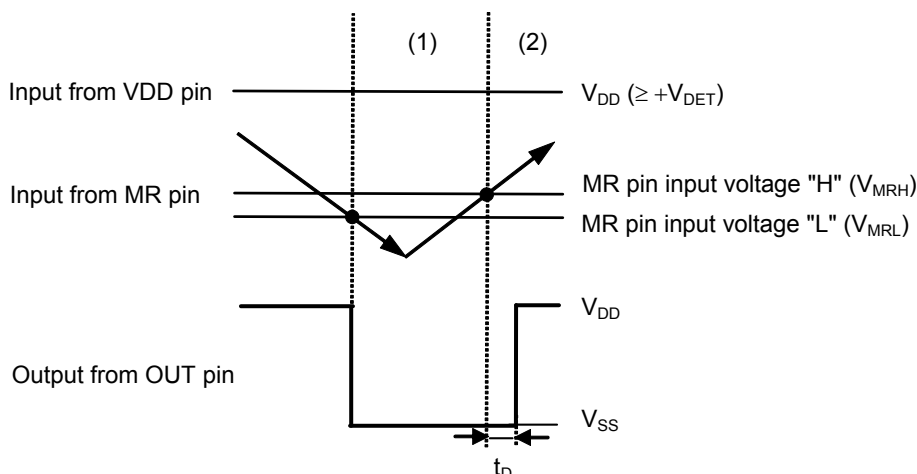 (1)
(2)
Input from VDD pin
V_DD (≥ +V_DET)
Input from MR pin
MR pin input voltage "H" (V_MRH)
MR pin input voltage "L" (V_MRL)
V_DD
Output from OUT pin
V_SS
t_D